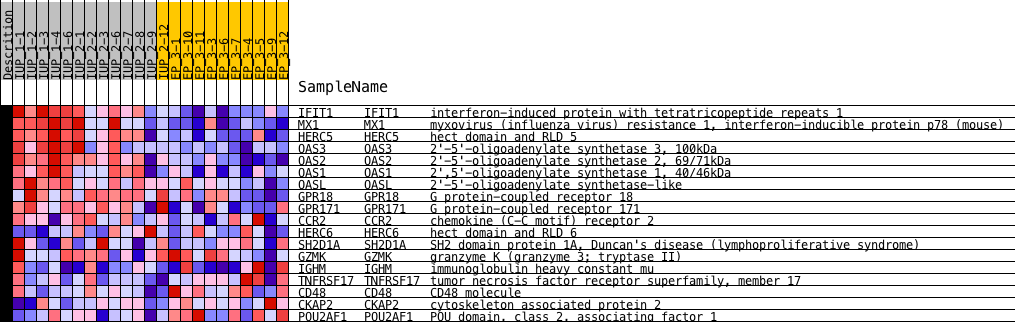 Descrition
IUP_1-1
IUP_1-2
IUP_1-3
IUP_1-4
IUP_1-6
IUP_2-1
IUP_2-2
IUP_2-3
IUP_2-6
IUP_2-7
IUP_2-8
IUP_2-9
IUP_2-12
EP_3-1
EP_3-10
EP_3-11
EP_3-3
EP_3-6
EP_3-7
EP_3-4
EP_3-5
EP_3-9
EP_3-12
SampleName
IFIT1 IFIT1 interferon-induced protein with tetratricopeptide repeats 1
MX1 MX1 myxovirus (influenza virus) resistance 1, interferon-inducible protein p78 (mouse)
HERC5 HERC5 hect domain and RLD 5
OAS3 OAS3 2'-5'-oligoadenylate synthetase 3, 100kDa
OAS2 OAS2 2'-5'-oligoadenylate synthetase 2, 69/71kDa
OAS1 OAS1 2',5'-oligoadenylate synthetase 1, 40/46kDa
OASL OASL 2'-5'-oligoadenylate synthetase-like
GPR18 GPR18 G protein-coupled receptor 18
GPR171 GPR171 G protein-coupled receptor 171
CCR2 CCR2 chemokine (C-C motif) receptor 2
HERC6 HERC6 hect domain and RLD 6
SH2D1A SH2D1A SH2 domain protein 1A, Duncan's disease (lymphoproliferative syndrome)
GZMK GZMK granzyme K (granzyme 3; tryptase II)
IGHM IGHM immunoglobulin heavy constant mu
TNFRSF17 TNFRSF17 tumor necrosis factor receptor superfamily, member 17
CD48 CD48 CD48 molecule
CKAP2 CKAP2 cytoskeleton associated protein 2
POU2AF1 POU2AF1 POU domain, class 2, associating factor 1